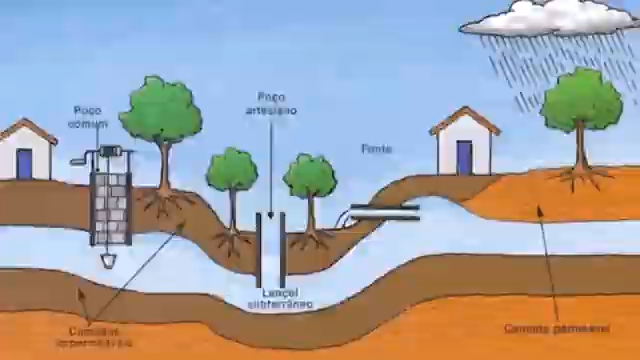 Poço
comum
Poço
artesiano
Fonte
Lençol
subterrâneo
Camadas
impermeáveis
Camada permeável